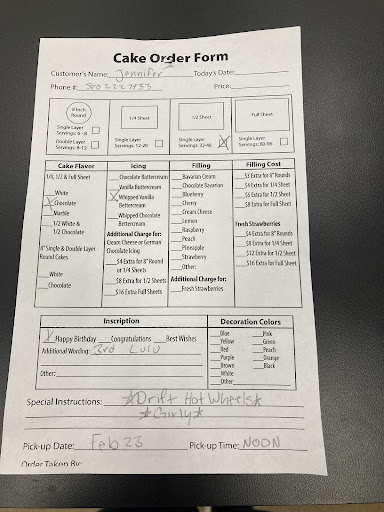 Cake Order Form
Customer's Name: Jennifer Today's Date:
Phone #: Price:
8 Inch Round
Single Layer Servings: 6-8
Double Layer Servings: 8-12
1/4 Sheet
Single Layer Servings: 12-20
1/2 Sheet
Single Layer Servings: 32-48 X
Full Sheet
Single Layer Servings: 80-96
Cake Flavor
1/4, 1/2 & Full Sheet
White
X Chocolate
Marble
1/2 White & 1/2 Chocolate
8" Single & Double Layer Round Cakes
White
Chocolate
Icing
Chocolate Buttercream
Vanilla Buttercream
X Whipped Vanilla Buttercream
Whipped Chocolate Buttercream
Additional Charge for:
Cream Cheese or German Chocolate Icing
$4 Extra for 8" Round or 1/4 Sheets
$8 Extra for 1/2 Sheets
$16 Extra Full Sheets
Filling
Bavarian Cream
Chocolate Bavarian
Blueberry
Cherry
Cream Cheese
Lemon
Raspberry
Peach
Pineapple
Strawberry
Other:
Additional Charge for:
Fresh Strawberries
Filling Cost
$3 Extra for 8" Rounds
$4 Extra for 1/4 Sheet
$6 Extra for 1/2 Sheet
$8 Extra for Full Sheet
Fresh Strawberries
$4 Extra for 8" Rounds
$8 Extra for 1/4 Sheet
$12 Extra for 1/2 Sheet
$16 Extra for Full Sheet
Inscription
X Happy Birthday Congratulations Best Wishes
Additional Wording: 3rd Lulu
Other:
Decoration Colors
Blue Pink
Yellow Green
Red Peach
Purple Orange
Brown Black
White
Other
Special Instructions: *Drift Hot Wheels*
*Girly*
Pick-up Date: Feb 23 Pick-up Time: NOON
Order Taken By: